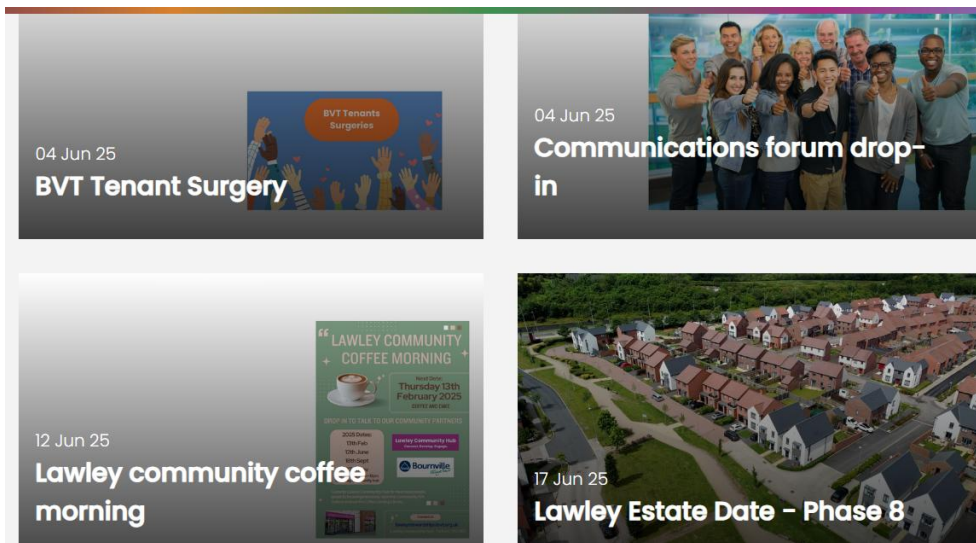 BVT Tenants
Surgeries
04 Jun 25
BVT Tenant Surgery
04 Jun 25
Communications forum drop-
in
“ LAWLEY COMMUNITY
COFFEE MORNING
Next Date:
Thursday 13th
February 2025
DROP IN TO TALK TO OUR COMMUNITY PARTNERS
2025 Dates:
13th Feb
12th June
Lawley Community Hub
Bournville
12 Jun 25
Lawley community coffee
morning
17 Jun 25
Lawley Estate Date - Phase 8